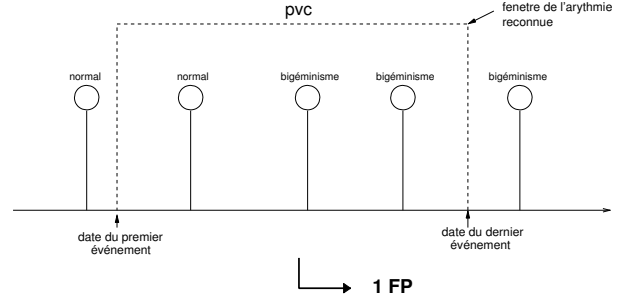 pvc
fenetre de l'arythmie
reconnue
normal
normal
bigéminisme
bigéminisme
bigéminisme
date du premier
événement
date du dernier
événement
1 FP